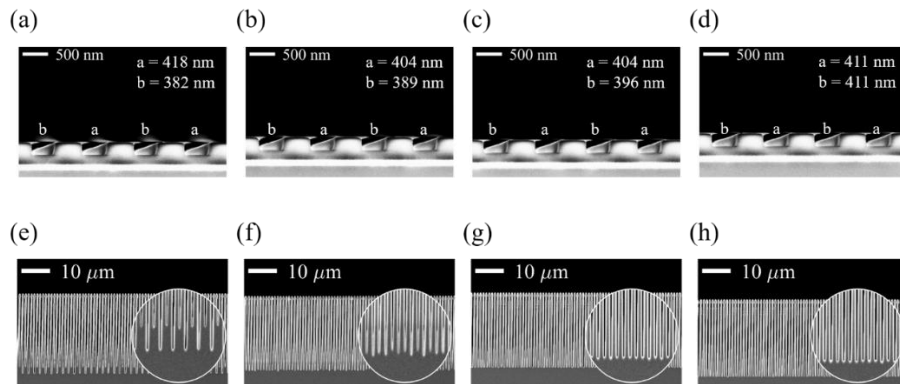 (a)
(b)
(c)
(d)
500 nm
a = 418 nm
b = 382 nm
b a b a
500 nm
a = 404 nm
b = 389 nm
b a b a
500 nm
a = 404 nm
b = 396 nm
b a b a
500 nm
a = 411 nm
b = 411 nm
b a b a
(e)
(f)
(g)
(h)
10 μm
10 μm
10 μm
10 μm